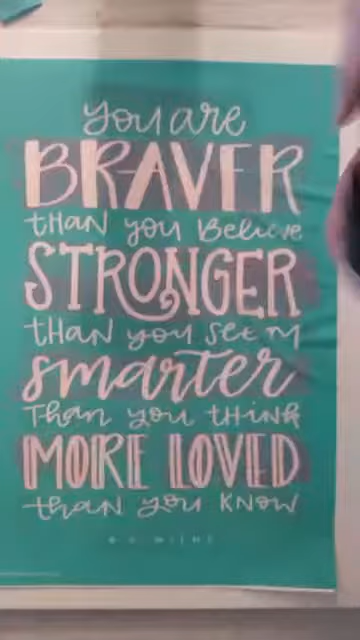 you are
BRAVER
tHaN you Believe
STRONGER
tHaN you seem
smarter
THan you tHiNk
MORE LOVED
than you KNOW
A.A. MILNE